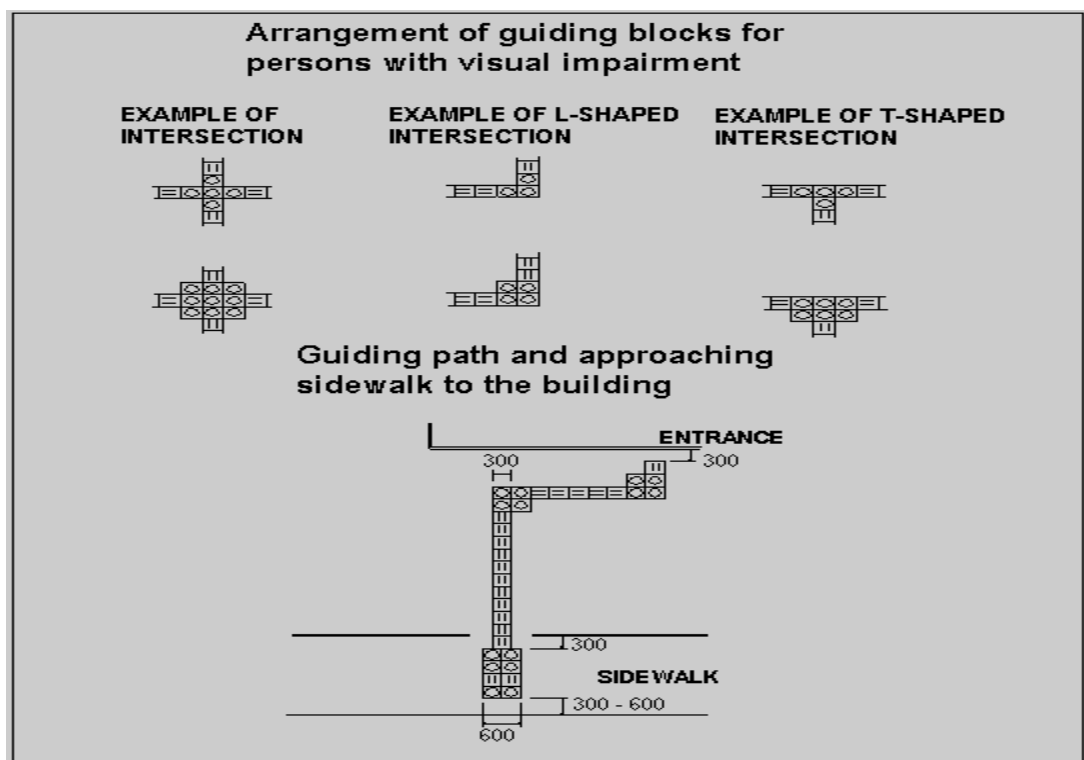 Arrangement of guiding blocks for
persons with visual impairment
EXAMPLE OF
INTERSECTION
EXAMPLE OF L-SHAPED
INTERSECTION
EXAMPLE OF T-SHAPED
INTERSECTION
Guiding path and approaching
sidewalk to the building
ENTRANCE
300
300
300
SIDEWALK
300 - 600
600